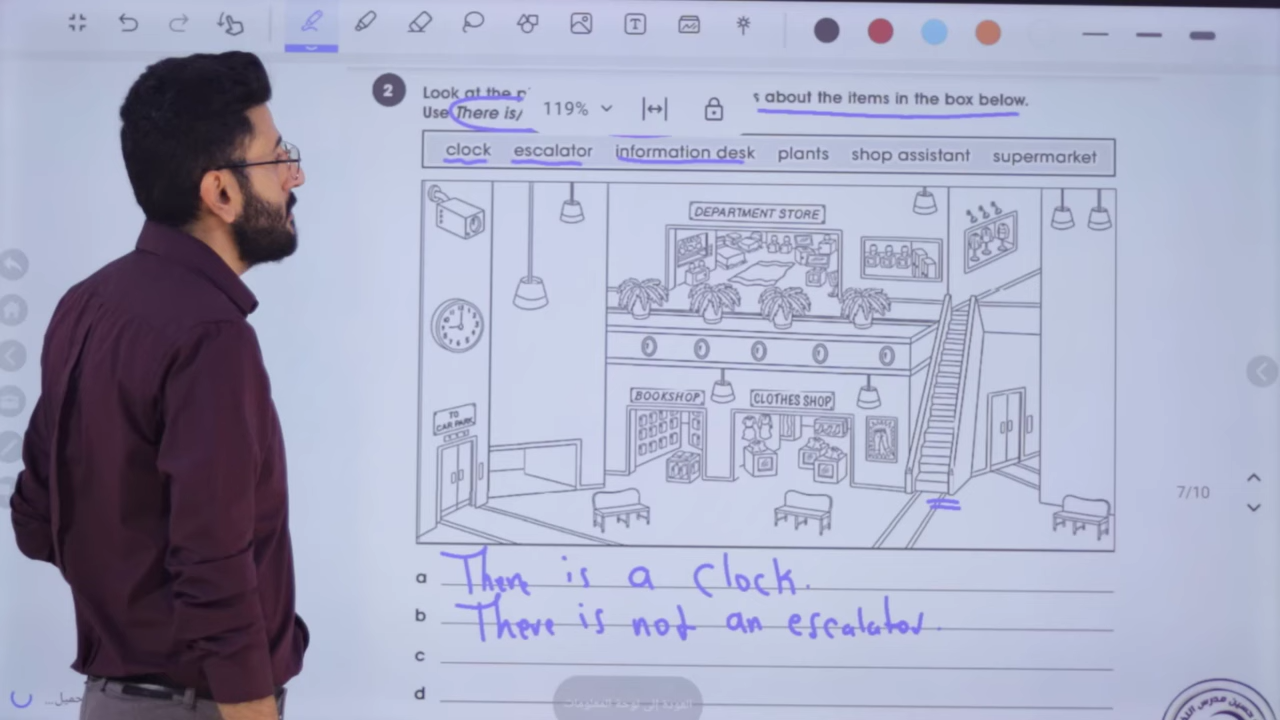 2 Look at the
Use There is/
119%
about the items in the box below.
clock escalator information desk plants shop assistant supermarket
DEPARTMENT STORE
BOOKSHOP
CLOTHES SHOP
TO
CAR PARK
7/10
a There is a clock.
b There is not an escalator.
c
d